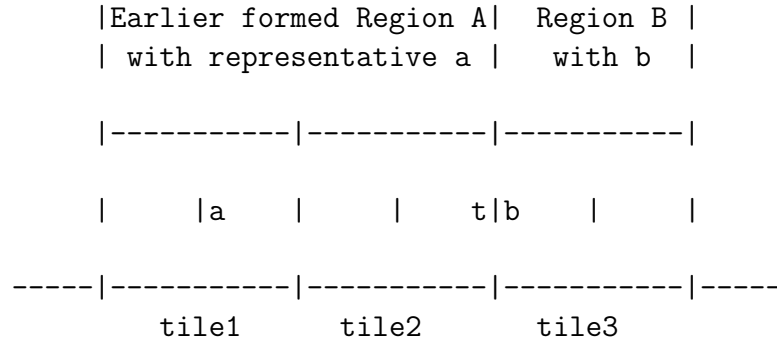 |Earlier formed Region A| Region B |
| with representative a | with b |
|-----------|-----------|-----------|
| |a | | t|b | |
-----|-----------|-----------|-----------|-----
tile1 tile2 tile3